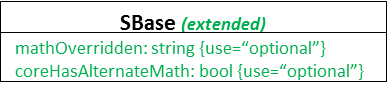 SBase (extended)
mathOverridden: string {use=“optional”}
coreHasAlternateMath: bool {use=“optional”}